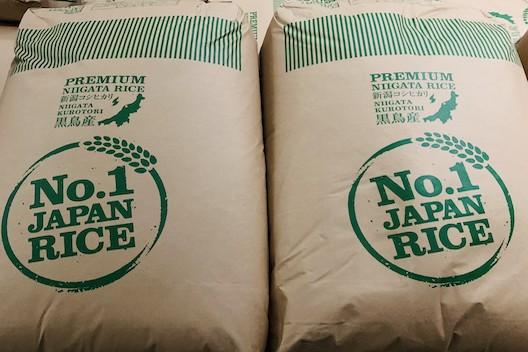 PREMIUM
NIIGATA RICE
新潟コシヒカリ
NIIGATA
KUROTORI
黒鳥産
No.1
JAPAN
RICE
PREMIUM
NIIGATA RICE
新潟コシヒカリ
NIIGATA
KUROTORI
黒鳥産
No.1
JAPAN
RICE